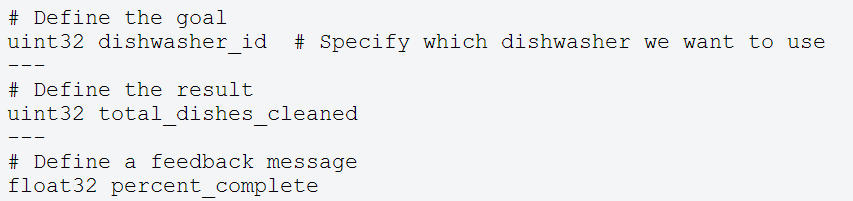 # Define the goal
uint32 dishwasher_id  # Specify which dishwasher we want to use
---
# Define the result
uint32 total_dishes_cleaned
---
# Define a feedback message
float32 percent_complete